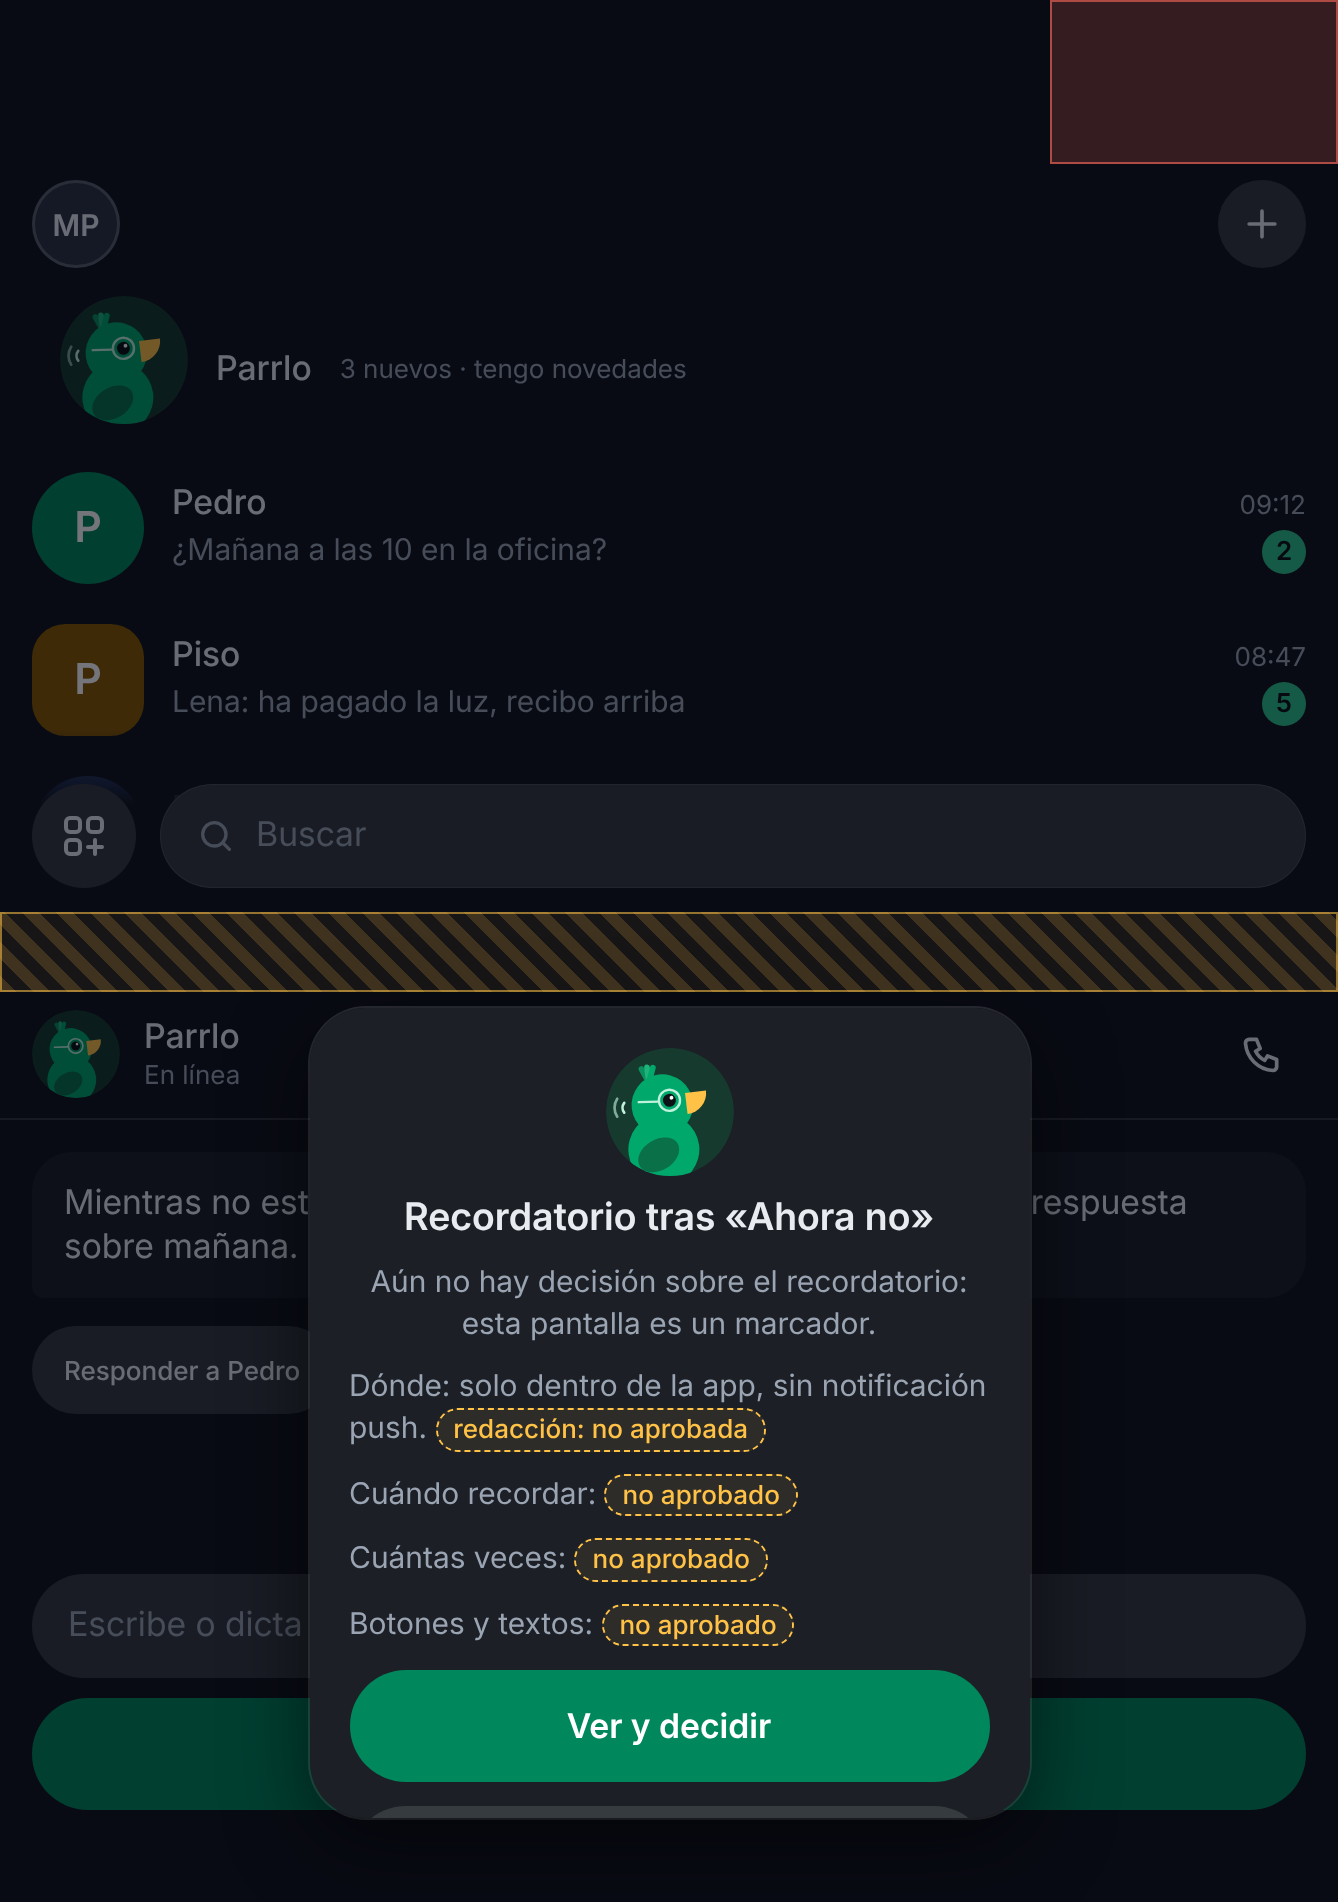 MP
Parrlo 3 nuevos · tengo novedades
P
Pedro
09:12
¿Mañana a las 10 en la oficina?
2
P
Piso
08:47
Lena: ha pagado la luz, recibo arriba
5
Buscar
Parrlo
En línea
Mientras no est
respuesta
sobre mañana.
Responder a Pedro
Escribe o dicta
Recordatorio tras «Ahora no»
Aún no hay decisión sobre el recordatorio:
esta pantalla es un marcador.
Dónde: solo dentro de la app, sin notificación
push. redacción: no aprobada
Cuándo recordar: no aprobado
Cuántas veces: no aprobado
Botones y textos: no aprobado
Ver y decidir